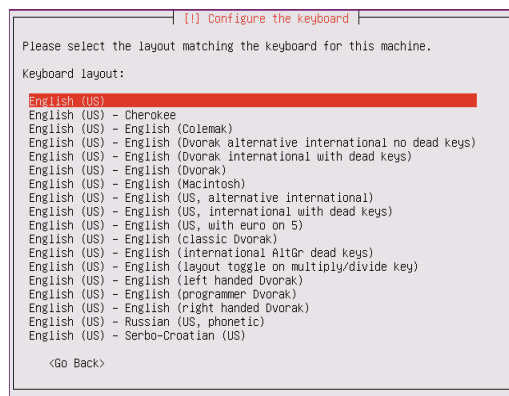 [!] Configure the keyboard
Please select the layout matching the keyboard for this machine.
Keyboard layout:
English (US)
English (US) - Cherokee
English (US) - English (Colemak)
English (US) - English (Dvorak alternative international no dead keys)
English (US) - English (Dvorak international with dead keys)
English (US) - English (Dvorak)
English (US) - English (Macintosh)
English (US) - English (US, alternative international)
English (US) - English (US, international with dead keys)
English (US) - English (US, with euro on 5)
English (US) - English (classic Dvorak)
English (US) - English (international AltGr dead keys)
English (US) - English (layout toggle on multiply/divide key)
English (US) - English (left handed Dvorak)
English (US) - English (programmer Dvorak)
English (US) - English (right handed Dvorak)
English (US) - Russian (US, phonetic)
English (US) - Serbo-Croatian (US)
<Go Back>